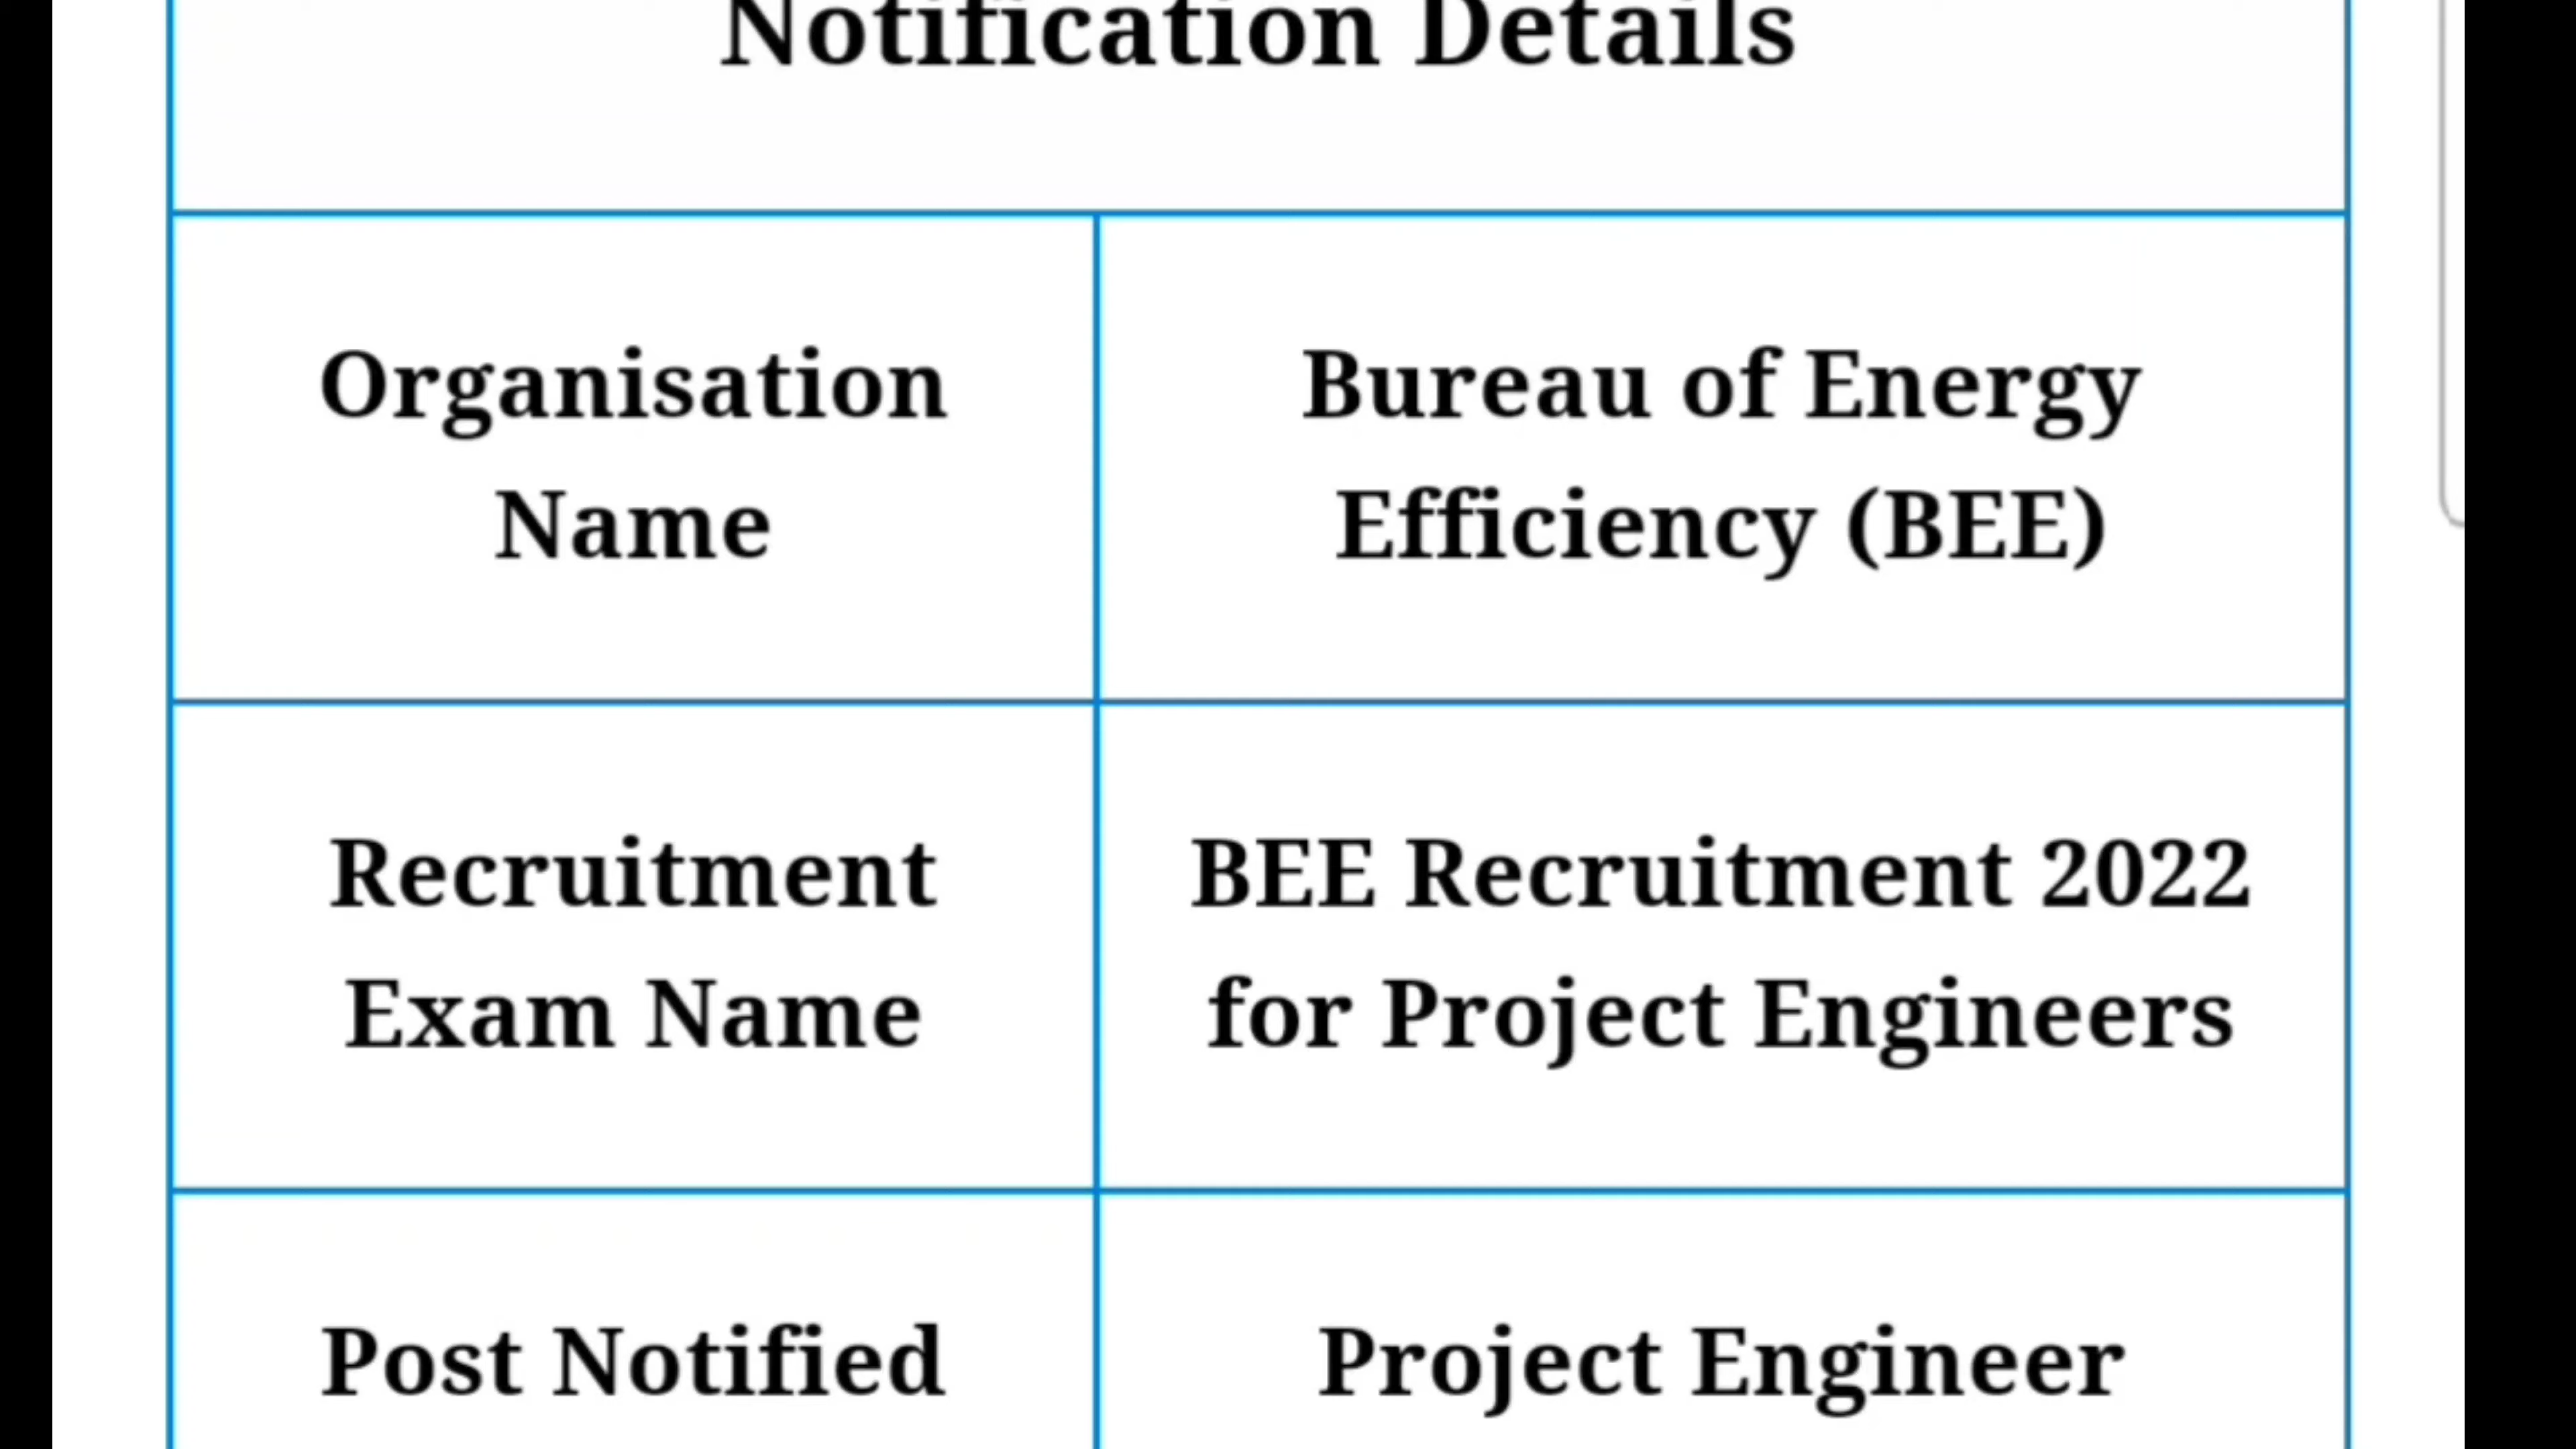 Notification Details
Organisation
Name
Bureau of Energy
Efficiency (BEE)
Recruitment
Exam Name
BEE Recruitment 2022
for Project Engineers
Post Notified
Project Engineer